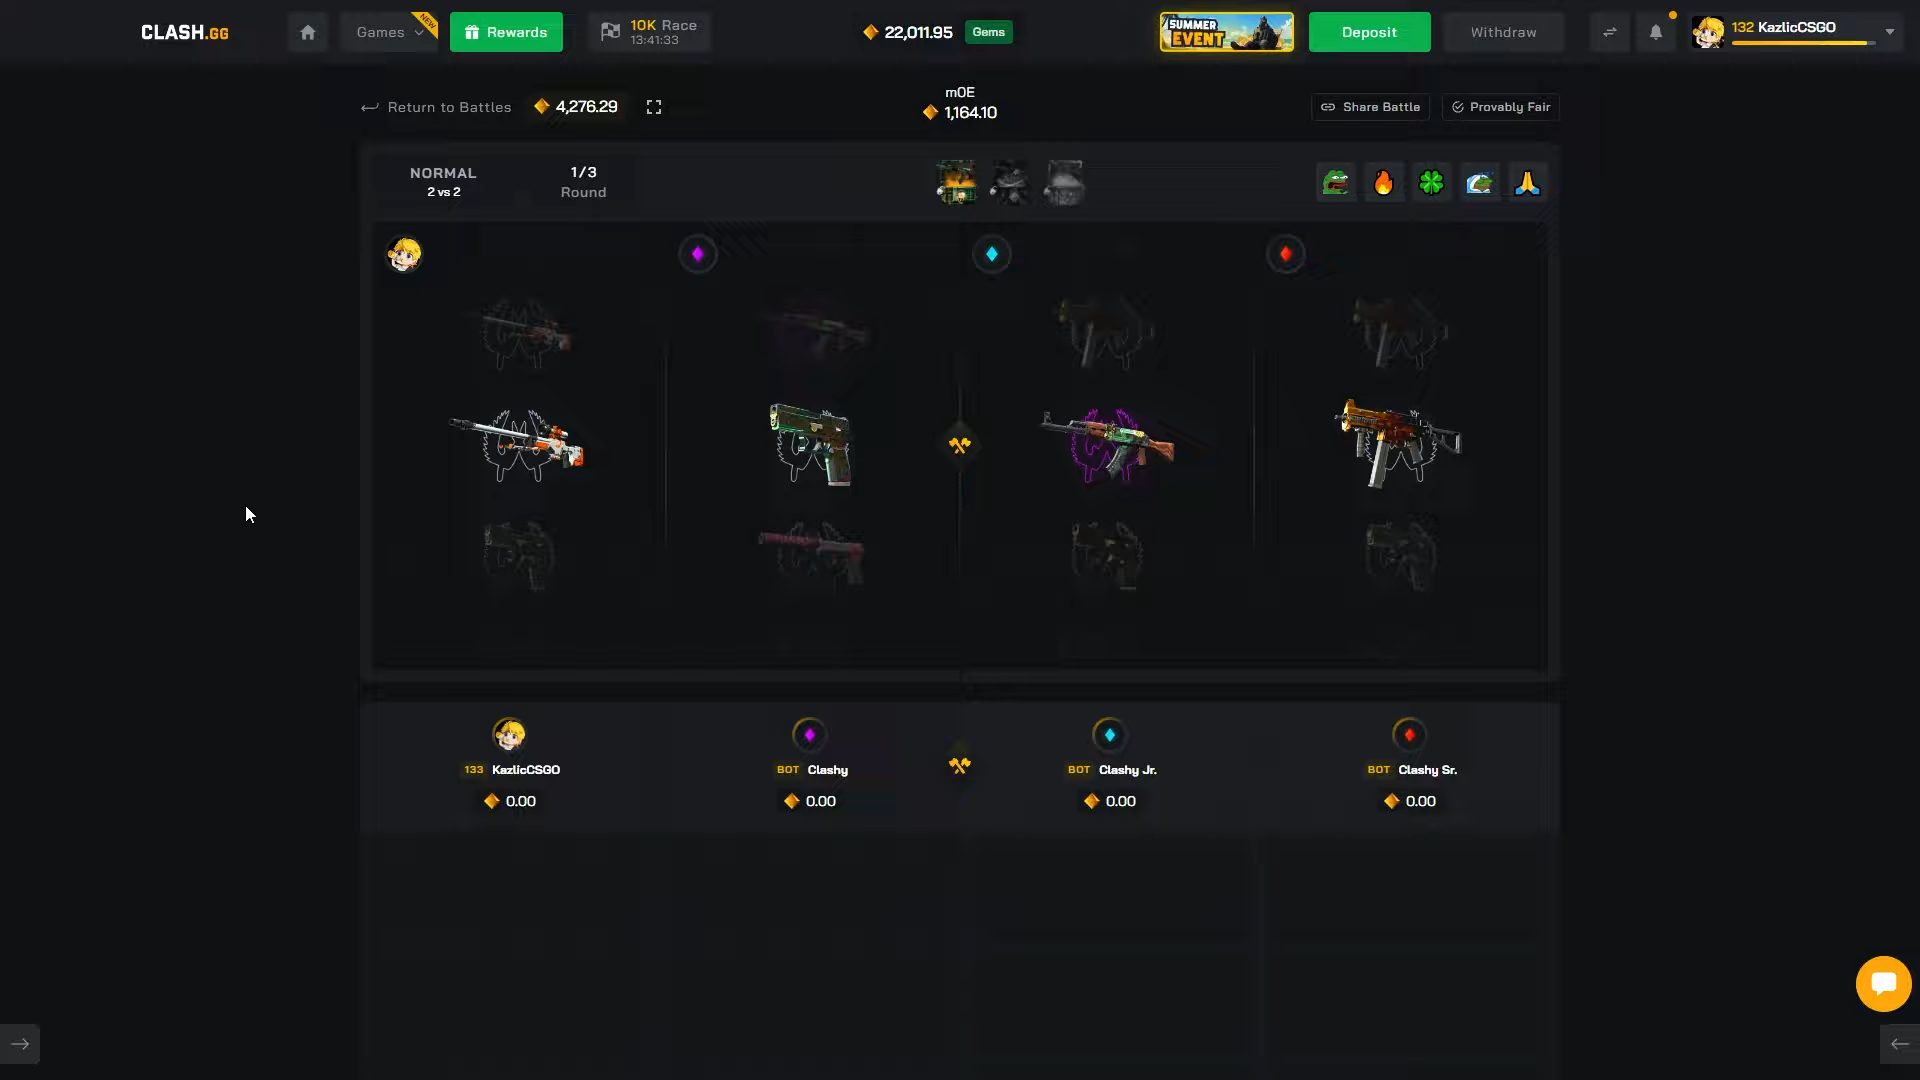 CLASH.GG
Games
NEW
Rewards
10K Race
13:41:33
22,011.95
Gems
SUMMER
EVENT
Deposit
Withdraw
132 KazlicCSGO
Return to Battles
4,276.29
mOE
1,164.10
Share Battle
Provably Fair
NORMAL
2 vs 2
1/3
Round
133 KazlicCSGO
0.00
BOT Clashy
0.00
BOT Clashy Jr.
0.00
BOT Clashy Sr.
0.00